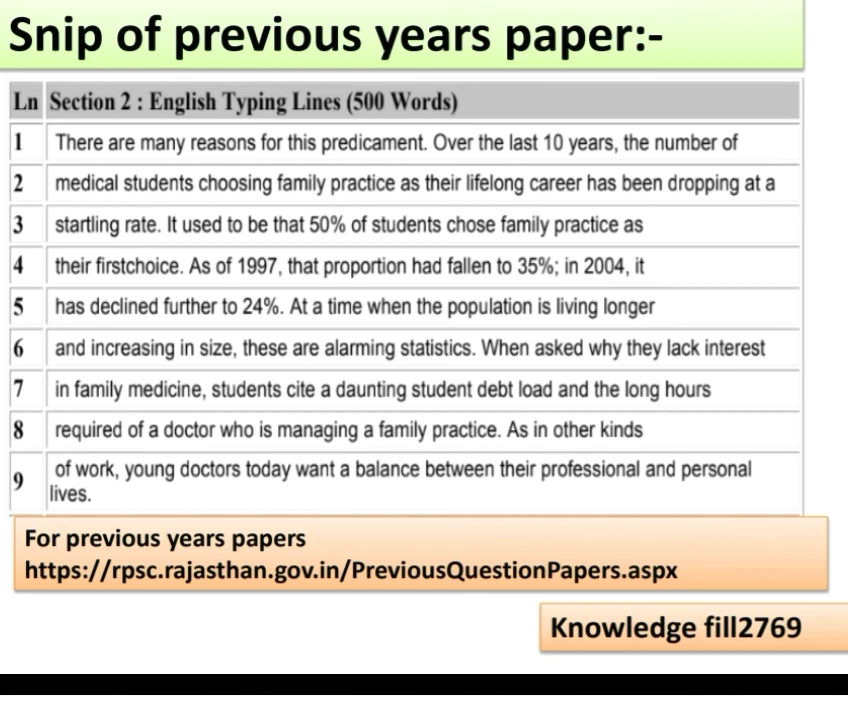 Snip of previous years paper:-
Ln Section 2 : English Typing Lines (500 Words)
1 There are many reasons for this predicament. Over the last 10 years, the number of
2 medical students choosing family practice as their lifelong career has been dropping at a
3 startling rate. It used to be that 50% of students chose family practice as
4 their firstchoice. As of 1997, that proportion had fallen to 35%; in 2004, it
5 has declined further to 24%. At a time when the population is living longer
6 and increasing in size, these are alarming statistics. When asked why they lack interest
7 in family medicine, students cite a daunting student debt load and the long hours
8 required of a doctor who is managing a family practice. As in other kinds
9 of work, young doctors today want a balance between their professional and personal
lives.
For previous years papers
https://rpsc.rajasthan.gov.in/PreviousQuestionPapers.aspx
Knowledge fill2769